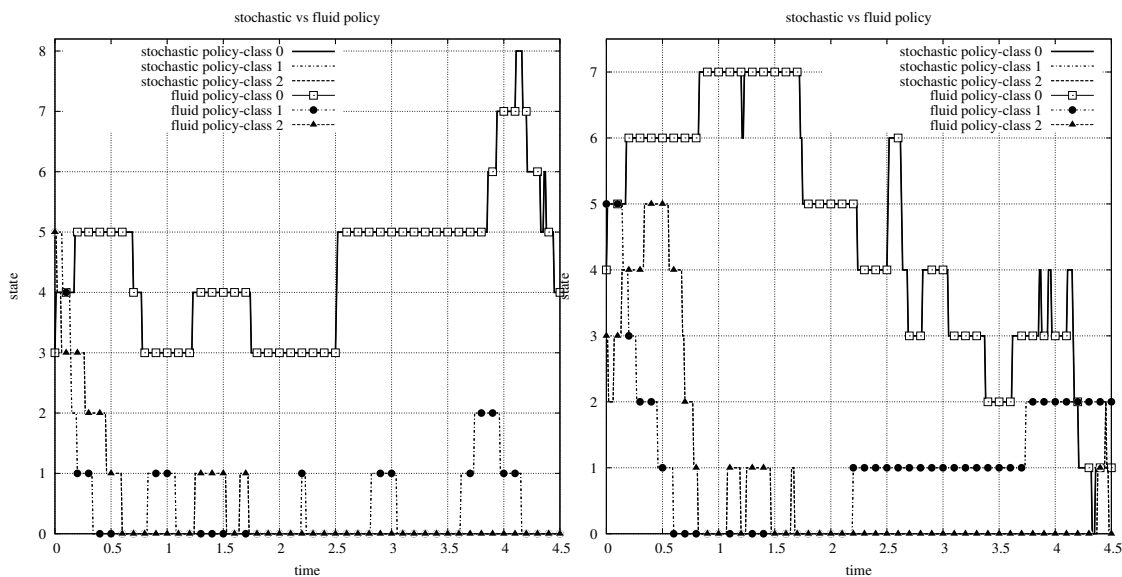 stochastic vs fluid policy
stochastic policy-class 0
stochastic policy-class 1
stochastic policy-class 2
fluid policy-class 0
fluid policy-class 1
fluid policy-class 2
8
7
6
5
4
3
2
1
0
state
0 0.5 1 1.5 2 2.5 3 3.5 4 4.5
time
stochastic vs fluid policy
stochastic policy-class 0
stochastic policy-class 1
stochastic policy-class 2
fluid policy-class 0
fluid policy-class 1
fluid policy-class 2
7
6
5
4
3
2
1
0
state
0 0.5 1 1.5 2 2.5 3 3.5 4 4.5
time